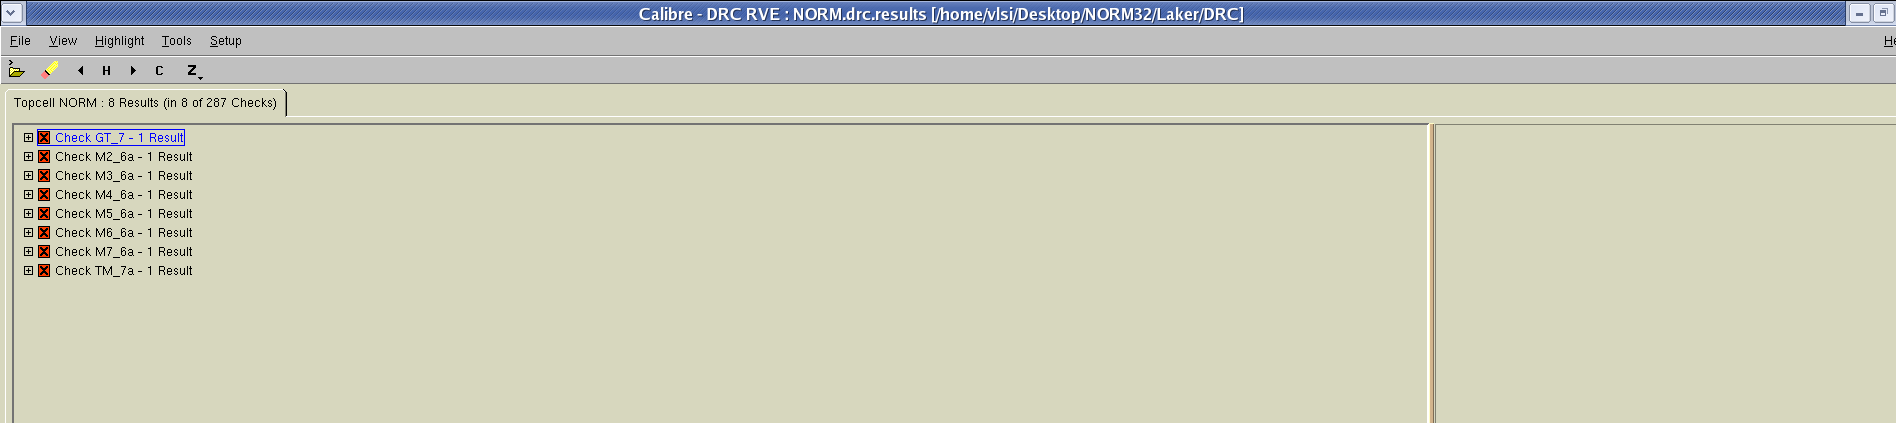 Calibre - DRC RVE : NORM.drc.results [/home/vlsi/Desktop/NORM32/Laker/DRC]
File View Highlight Tools Setup He
H C Z
Topcell NORM : 8 Results (in 8 of 287 Checks)
Check GT_7 - 1 Result
Check M2_6a - 1 Result
Check M3_6a - 1 Result
Check M4_6a - 1 Result
Check M5_6a - 1 Result
Check M6_6a - 1 Result
Check M7_6a - 1 Result
Check TM_7a - 1 Result